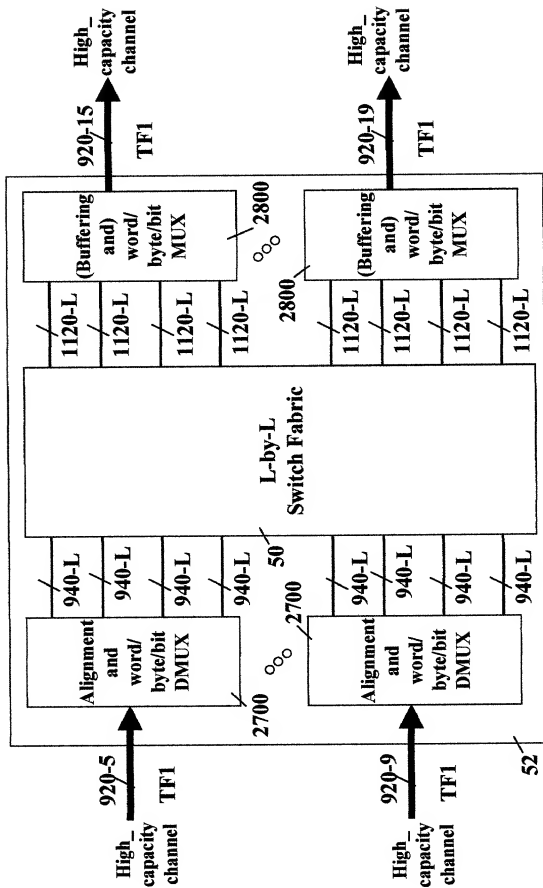 High_
capacity
channel
920-5
TF1
Alignment
and
word/
byte/bit
DMUX
2700
940-L
940-L
940-L
940-L
L-by-L
Switch Fabric
50
1120-L
1120-L
1120-L
1120-L
(Buffering
and)
word/
byte/bit
MUX
2800
920-15
TF1
High_
capacity
channel
High_
capacity
channel
920-9
TF1
52
Alignment
and
word/
byte/bit
DMUX
2700
940-L
940-L
940-L
940-L
1120-L
1120-L
1120-L
1120-L
(Buffering
and)
word/
byte/bit
MUX
2800
920-19
TF1
High_
capacity
channel